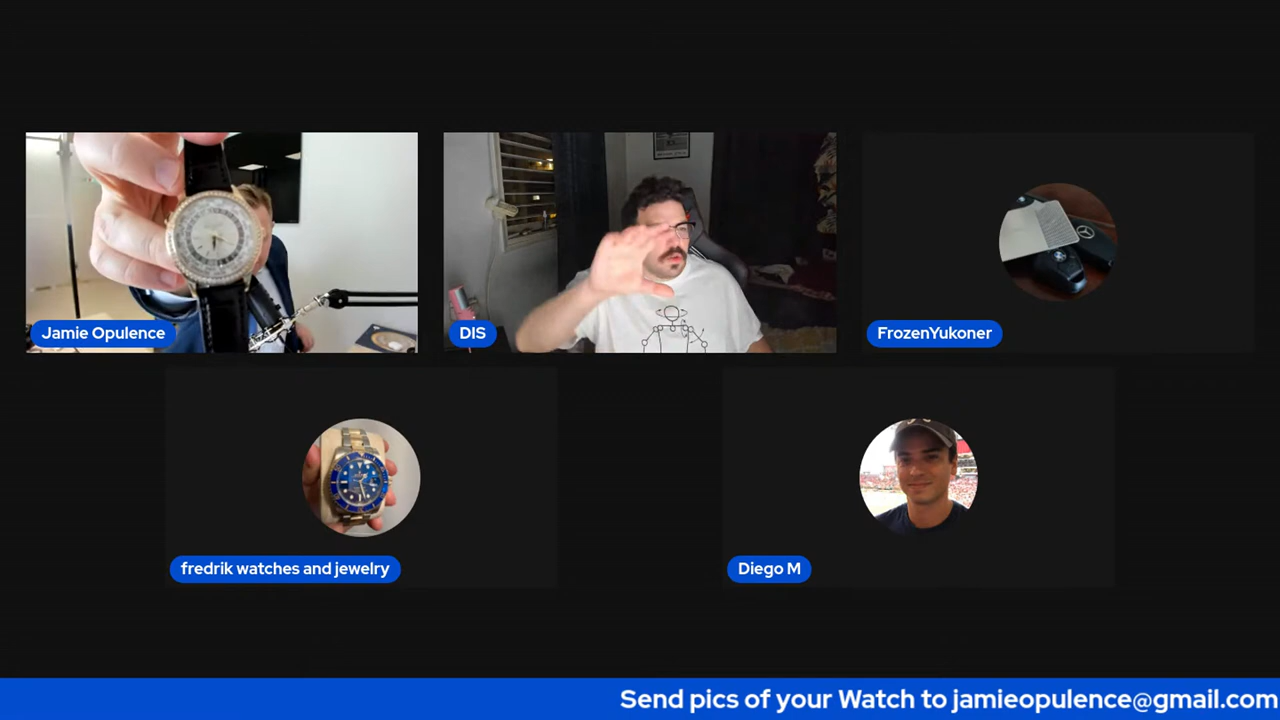 Jamie Opulence
DIS
FrozenYukoner
fredrik watches and jewelry
Diego M
Send pics of your Watch to jamieopulence@gmail.com